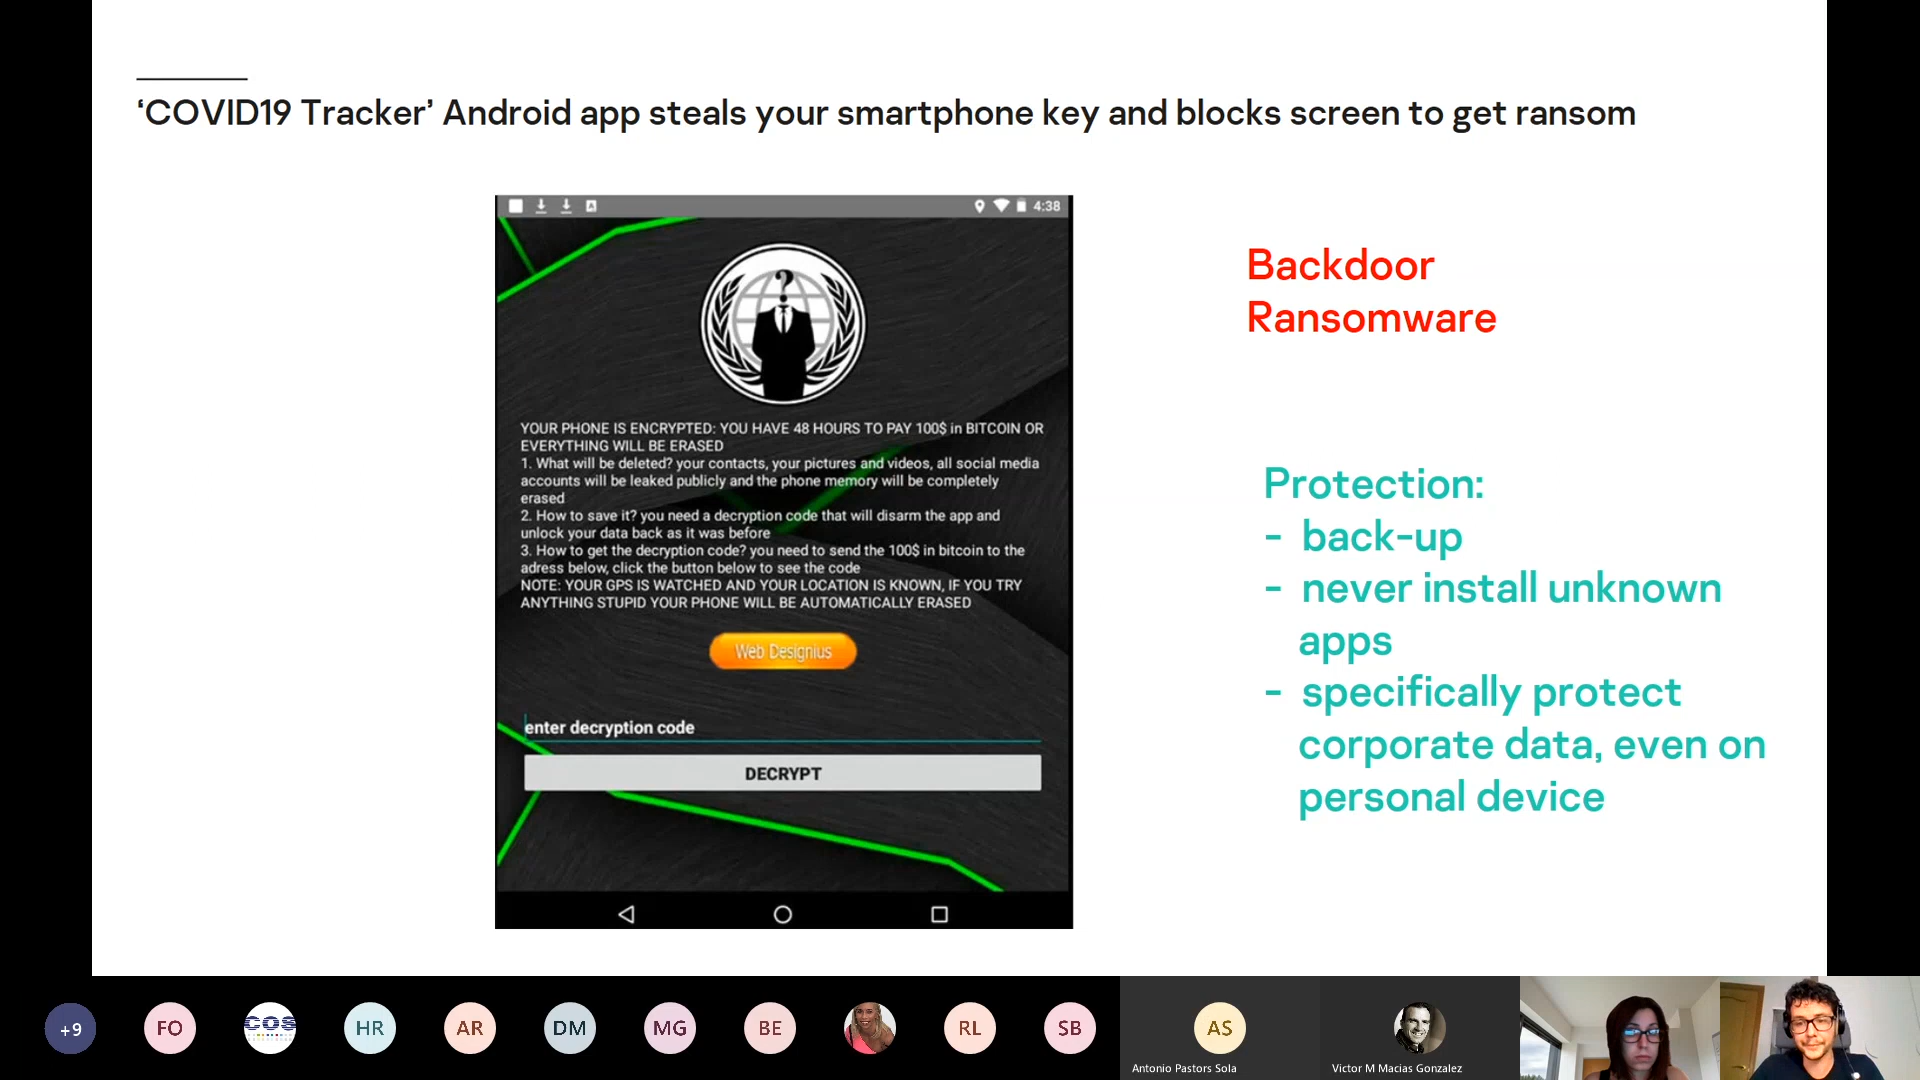 ‘COVID19 Tracker’ Android app steals your smartphone key and blocks screen to get ransom
4:38
YOUR PHONE IS ENCRYPTED: YOU HAVE 48 HOURS TO PAY 100$ in BITCOIN OR
EVERYTHING WILL BE ERASED
1. What will be deleted? your contacts, your pictures and videos, all social media
accounts will be leaked publicly and the phone memory will be completely
erased
2. How to save it? you need a decryption code that will disarm the app and
unlock your data back as it was before
3. How to get the decryption code? you need to send the 100$ in bitcoin to the
adress below, click the button below to see the code
NOTE: YOUR GPS IS WATCHED AND YOUR LOCATION IS KNOWN, IF YOU TRY
ANYTHING STUPID YOUR PHONE WILL BE AUTOMATICALLY ERASED
Web Designius
enter decryption code
DECRYPT
Backdoor
Ransomware
Protection:
- back-up
- never install unknown
apps
- specifically protect
corporate data, even on
personal device
+9
FO
COS
HR
AR
DM
MG
BE
RL
SB
AS
Antonio Pastors Sola
Victor M Macias Gonzalez